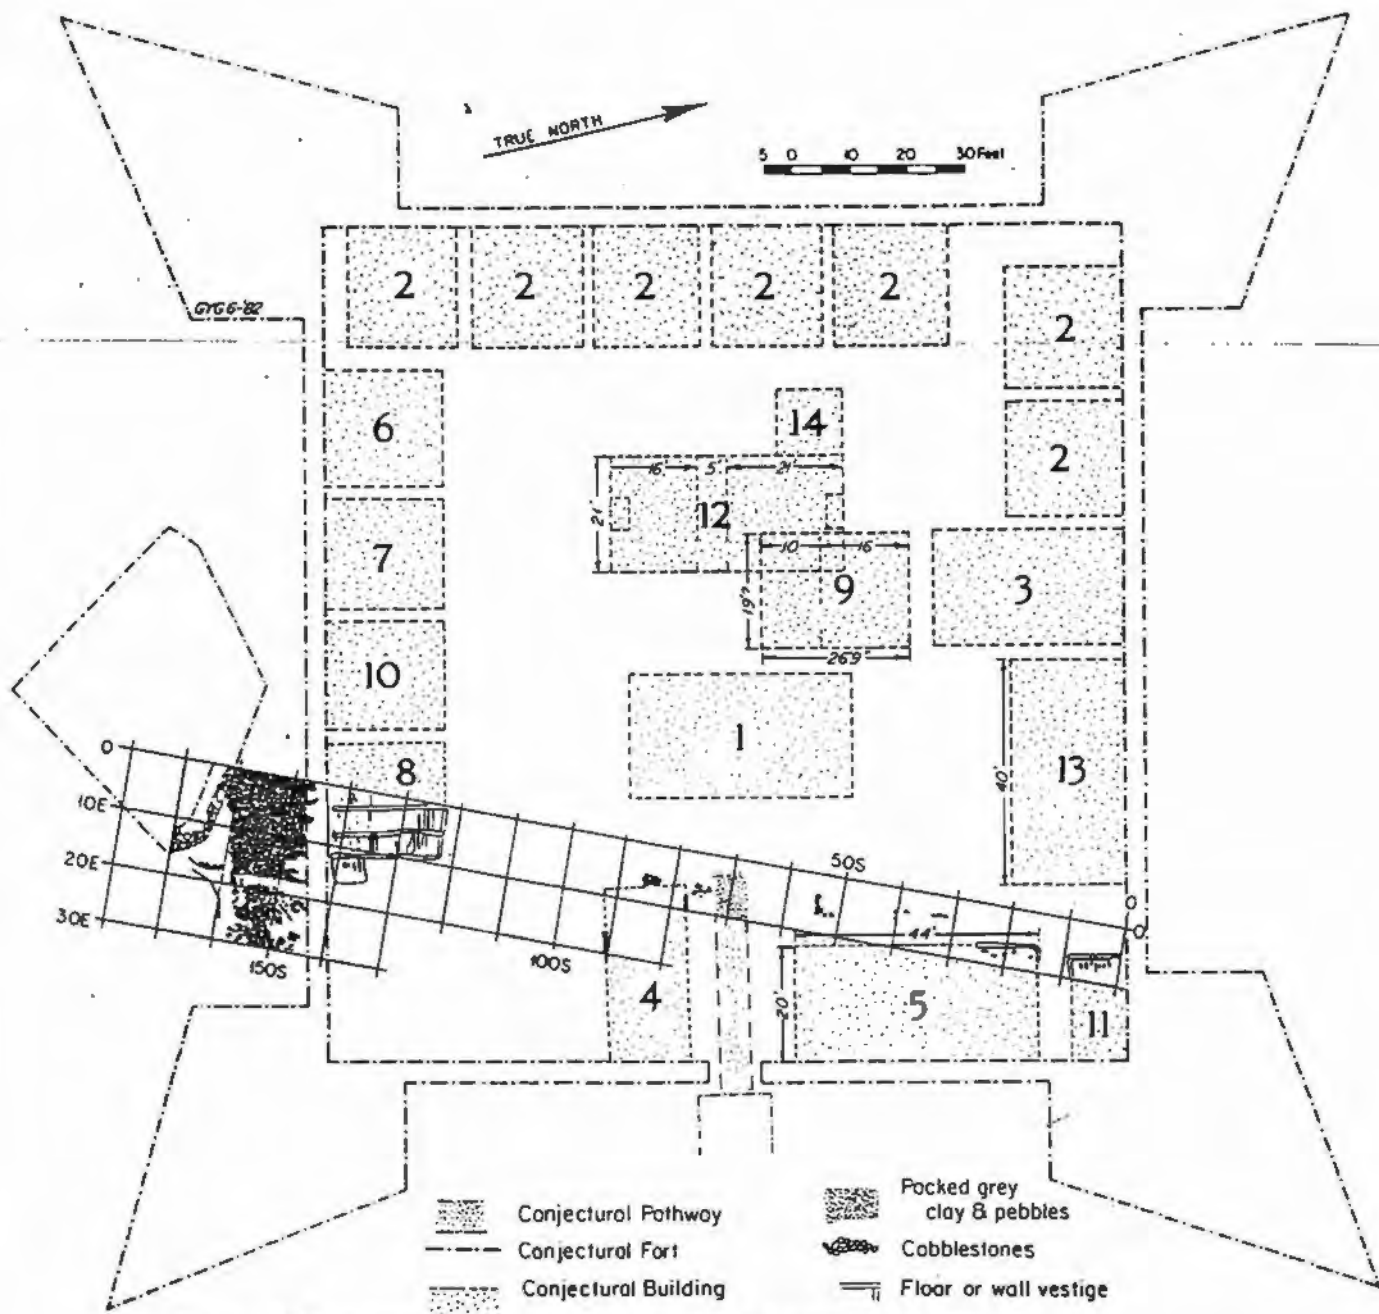 TRUE NORTH
5 0 10 20 30 Feet
2 2 2 2 2
GYG 6-'82
2
6
14
2
16' 5' 21'
21'
12
7
10 16
9
3
19'?
26.9'
10
1
13
40'
0
8
10E
20E
50S
30E
0
0
44'
150S
100S
4
20'
5
11
Conjectural Pathway
Packed grey
clay & pebbles
Conjectural Fort
Cobblestones
Conjectural Building
Floor or wall vestige